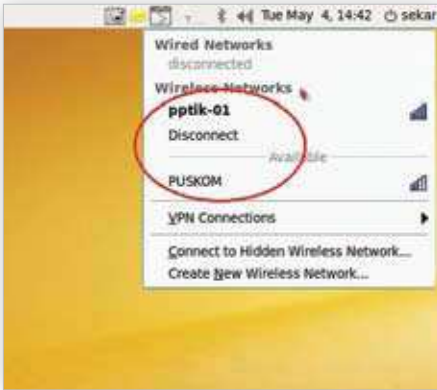 Tue May 4, 14:42 sekar
Wired Networks
disconnected
Wireless Networks
pptik-01
Disconnect
Available
PUSKOM
VPN Connections
Connect to Hidden Wireless Network...
Create New Wireless Network...